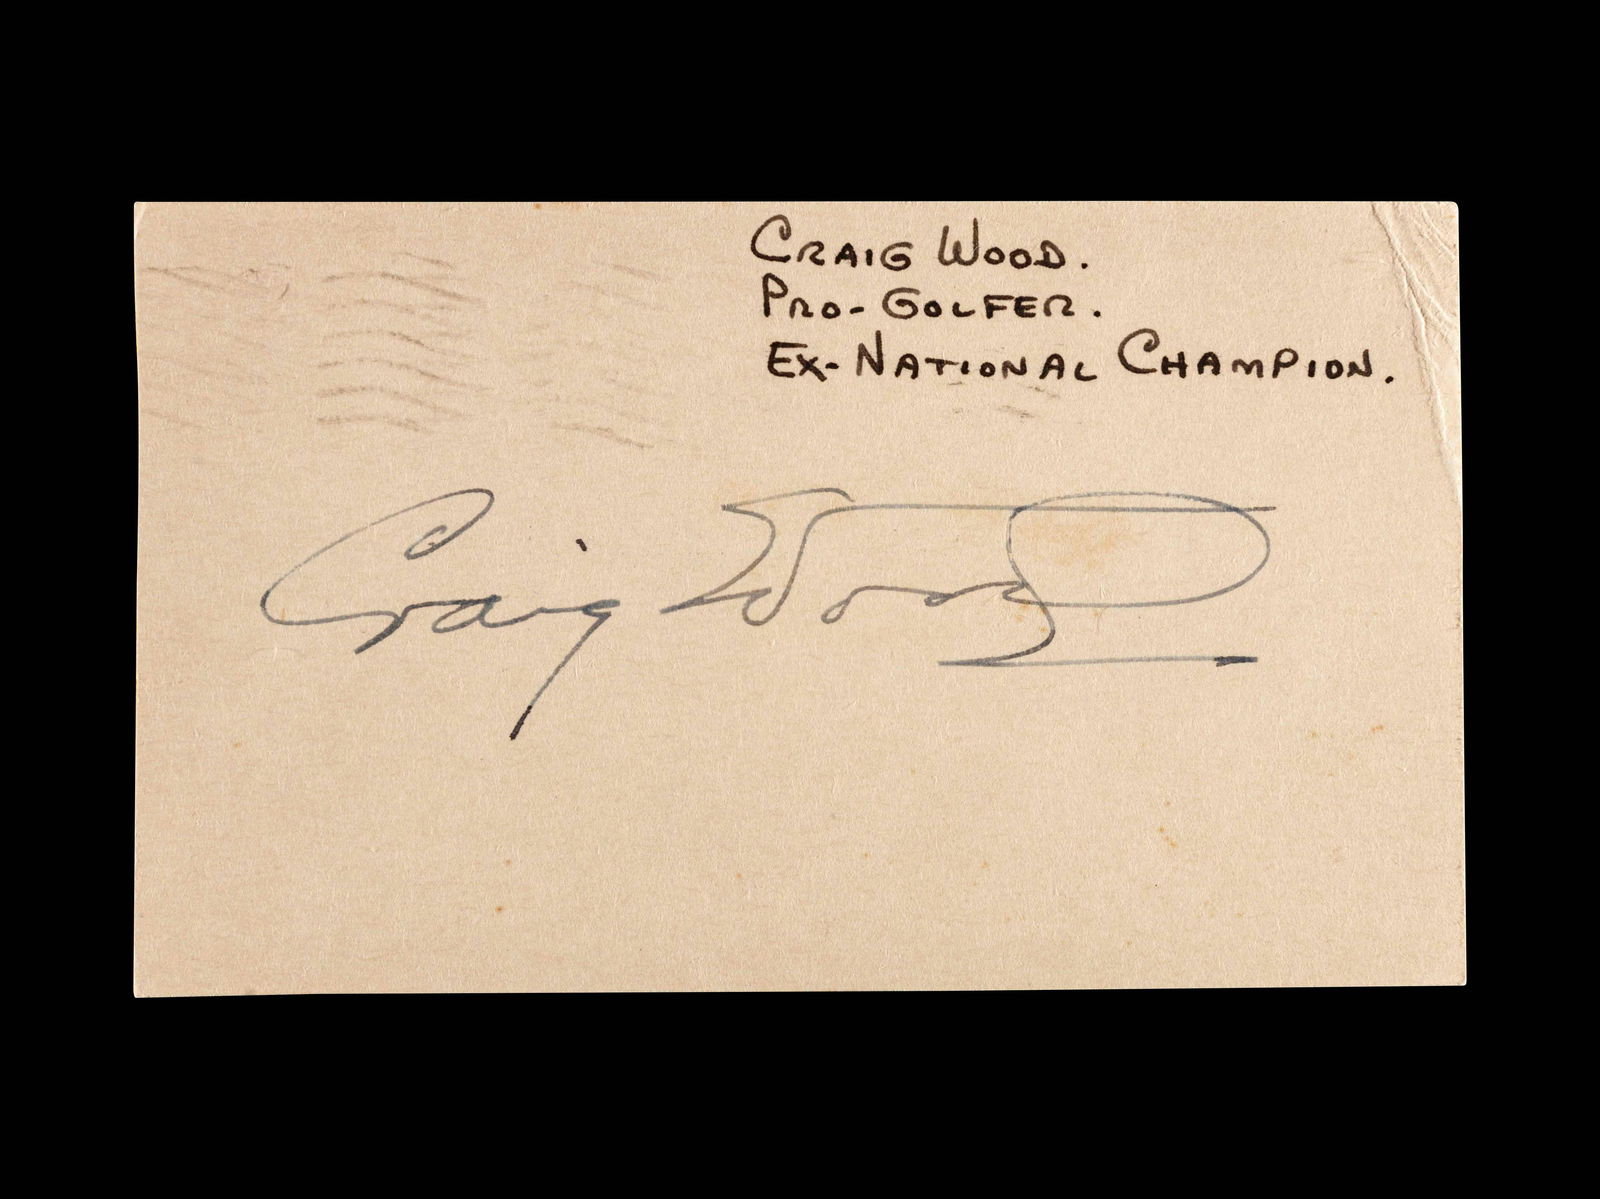 CRAIG WOOD.
PRO-GOLFER.
EX-NATIONAL CHAMPION.
Craig Wood